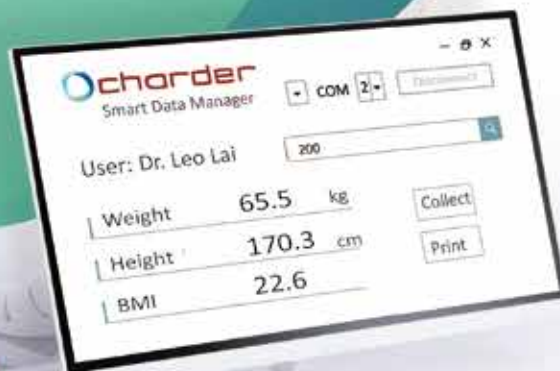 charder
Smart Data Manager
COM 2
Disconnect
User: Dr. Leo Lai
200
Weight 65.5 kg
Height 170.3 cm
BMI 22.6
Collect
Print